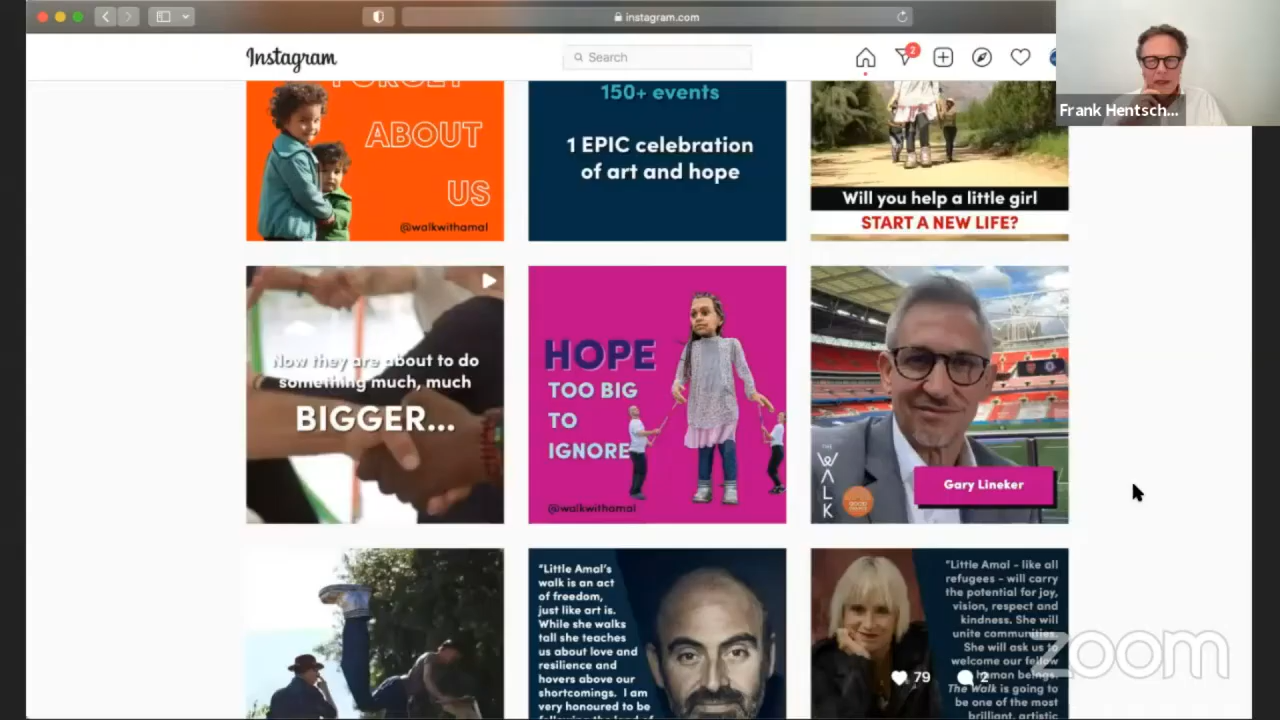 instagram.com
Instagram
Search
2
Frank Hentsch...
FORGET
ABOUT
US
@walkwithamal
150+ events
1 EPIC celebration
of art and hope
Will you help a little girl
START A NEW LIFE?
Now they are about to do
something much, much
BIGGER...
HOPE
TOO BIG
TO
IGNORE
@walkwithamal
THE
WALK
Gary Lineker
"Little Amal's
walk is an act
of freedom,
just like art is.
While she walks
tall she teaches
us about love and
resilience and
hovers above our
shortcomings. I am
very honoured to be
"Little Amal - like all
refugees - will carry
the potential for joy,
vision, respect and
kindness. She will
unite communities.
She will ask us to
welcome our fellow
human beings.
The Walk is going to
be one of the most
brilliant, artistic
79
2
zoom